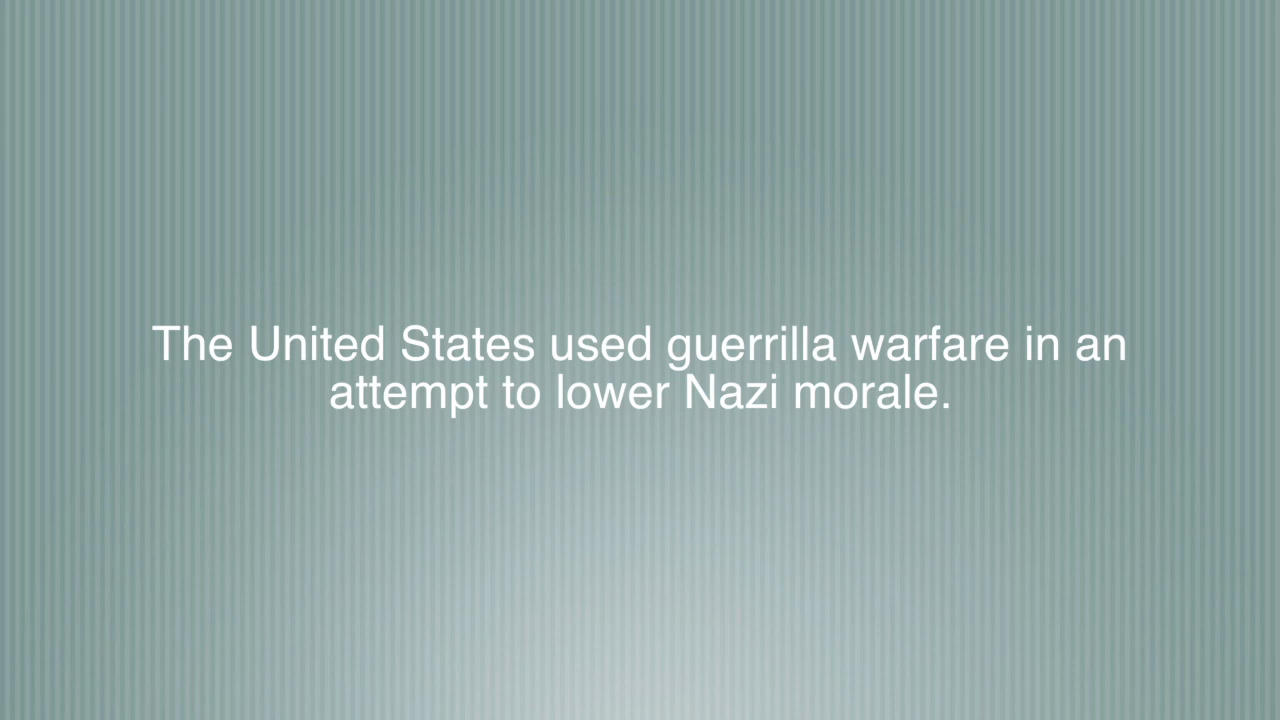 The United States used guerrilla warfare in an
attempt to lower Nazi morale.